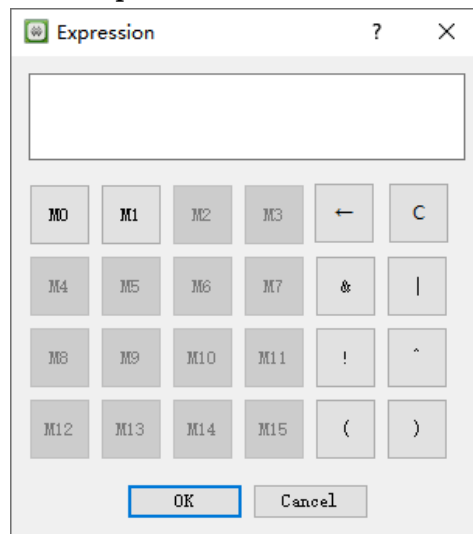 Expression ? ×
M0 M1 M2 M3 ← C
M4 M5 M6 M7 & |
M8 M9 M10 M11 ! ^
M12 M13 M14 M15 ( )
OK Cancel